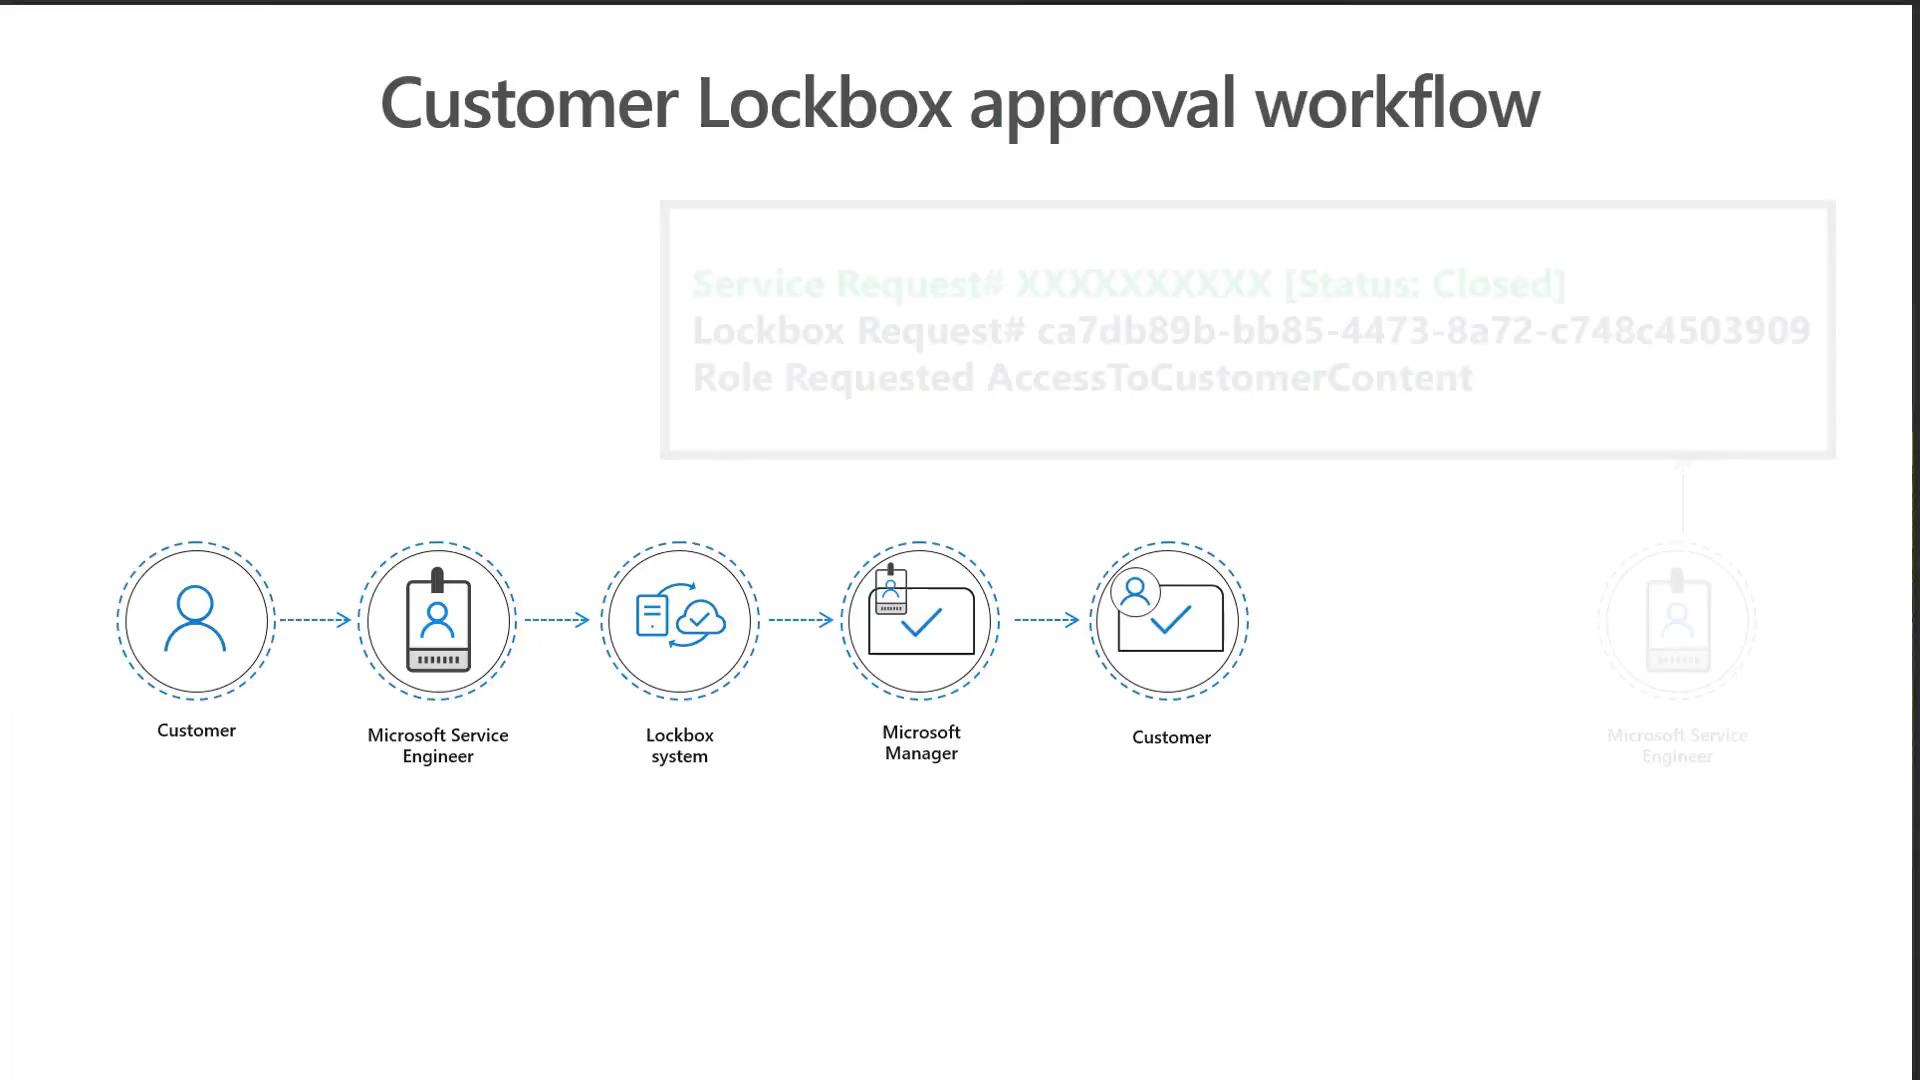 Customer Lockbox approval workflow
Service Request# XXXXXXXXXX [Status: Closed]
Lockbox Request# ca7db89b-bb85-4473-8a72-c748c4503909
Role Requested AccessToCustomerContent
Customer
Microsoft Service
Engineer
Lockbox
system
Microsoft
Manager
Customer
Microsoft Service
Engineer